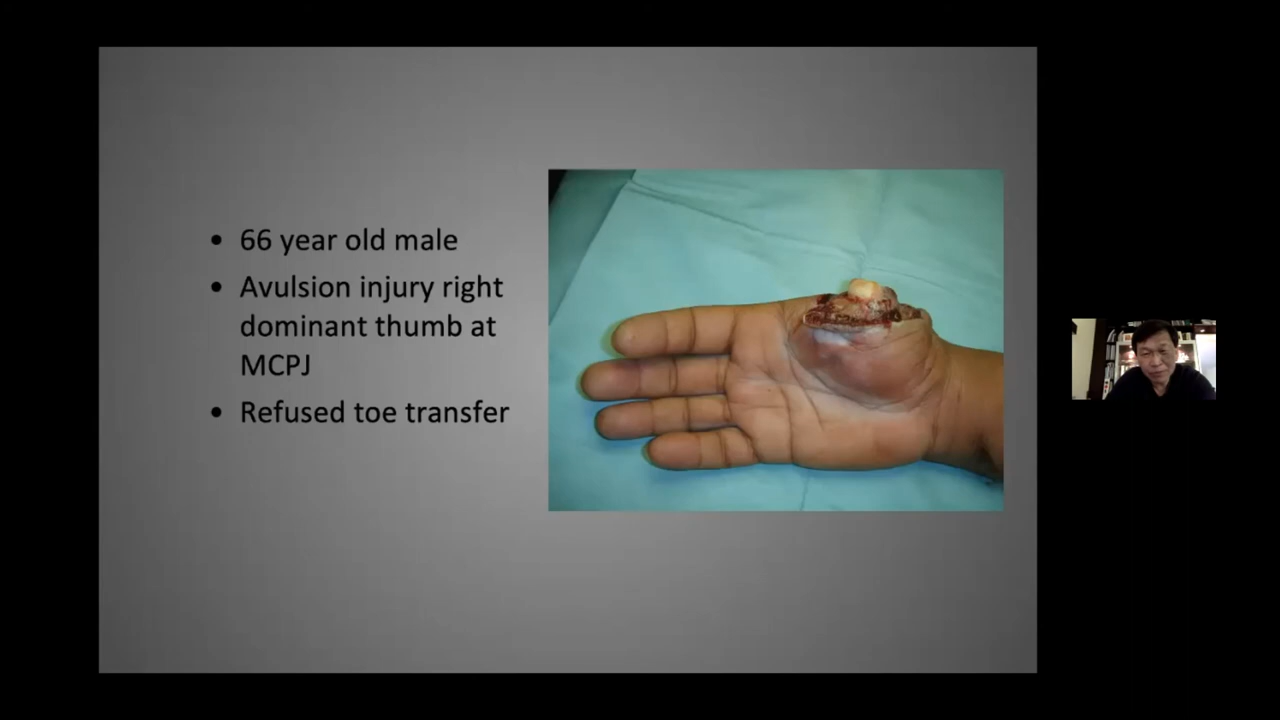 66 year old male
Avulsion injury right
dominant thumb at
MCPJ
Refused toe transfer